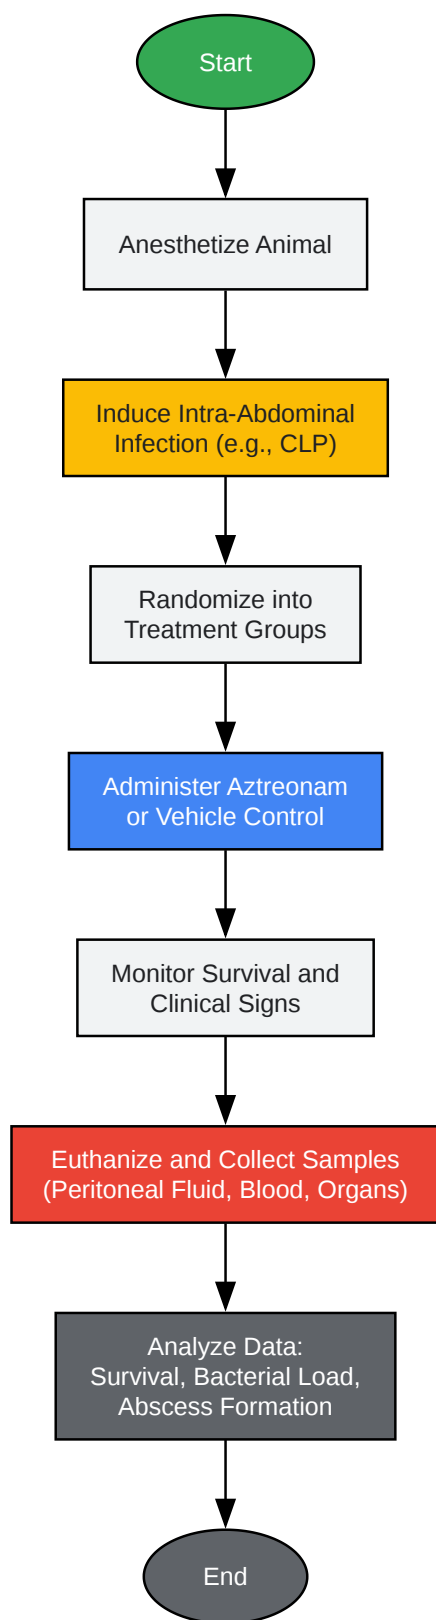 Start
Anesthetize Animal
Induce Intra-Abdominal
Infection (e.g., CLP)
Randomize into
Treatment Groups
Administer Aztreonam
or Vehicle Control
Monitor Survival and
Clinical Signs
Euthanize and Collect Samples
(Peritoneal Fluid, Blood, Organs)
Analyze Data:
Survival, Bacterial Load,
Abscess Formation
End